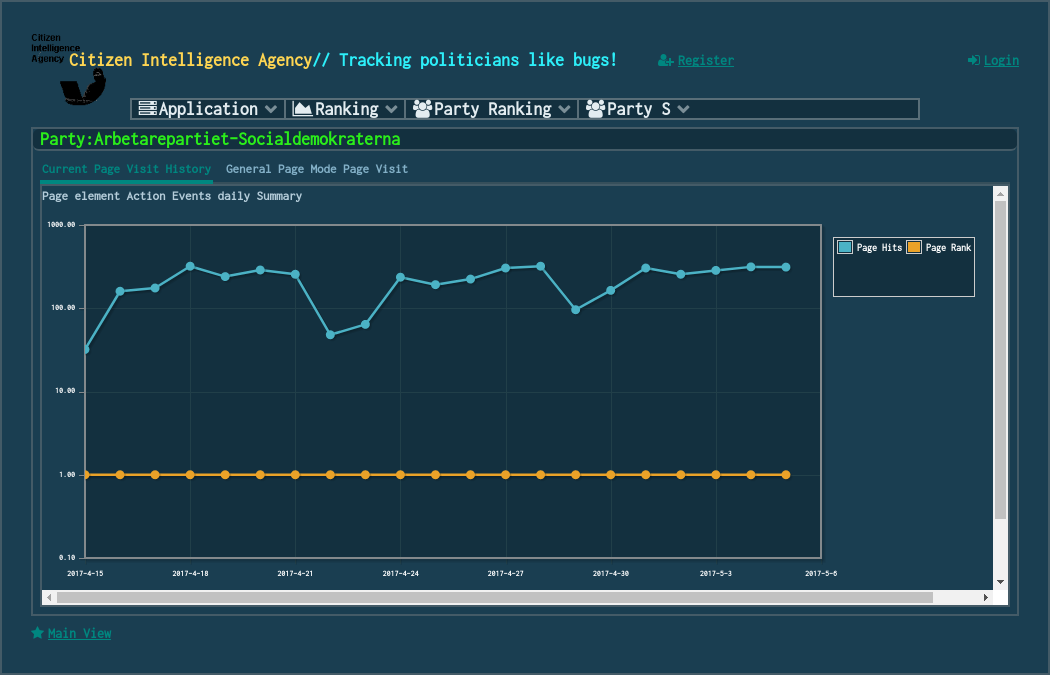 Citizen
Intelligence
Agency
Citizen Intelligence Agency// Tracking politicians like bugs!
Register
Login
Application
Ranking
Party Ranking
Party S
Party:Arbetarepartiet-Socialdemokraterna
Current Page Visit History
General Page Mode Page Visit
Page element Action Events daily Summary
1000.00
100.00
10.00
1.00
0.10
2017-4-15
2017-4-18
2017-4-21
2017-4-24
2017-4-27
2017-4-30
2017-5-3
2017-5-6
Page Hits
Page Rank
Main View